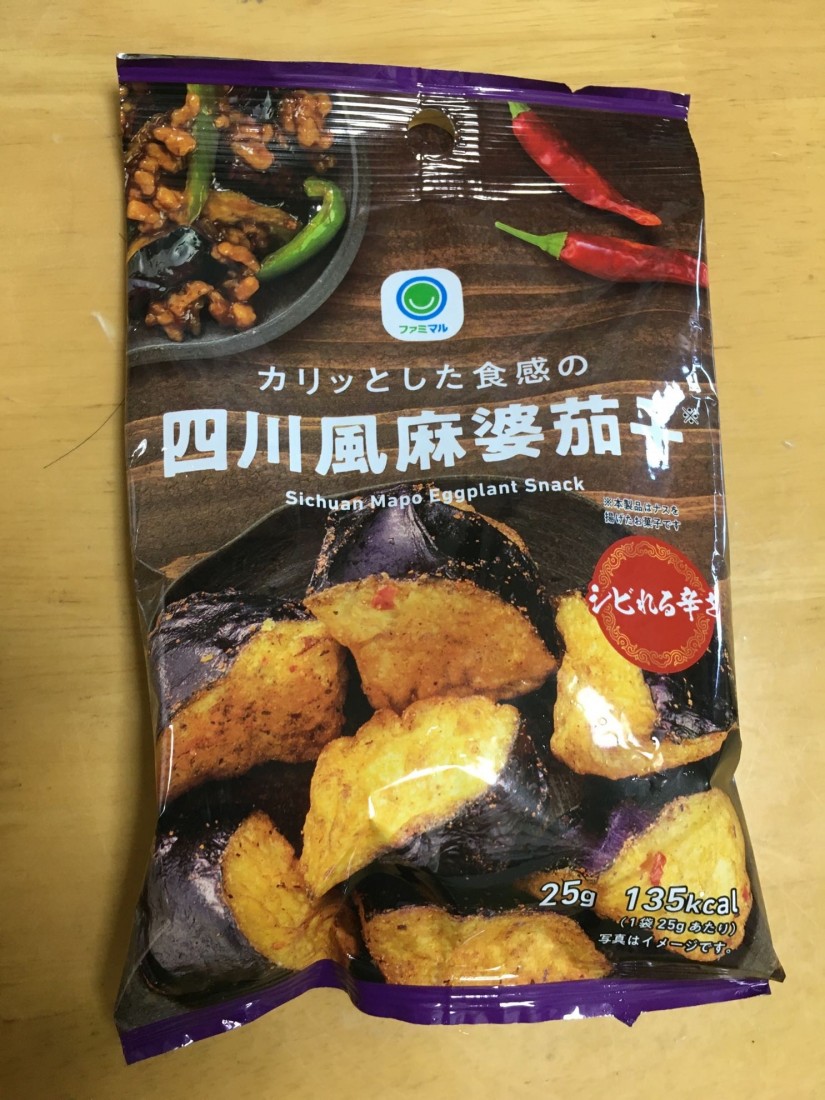 ファミマル
カリッとした食感の
四川風麻婆茄子※
Sichuan Mapo Eggplant Snack
※本製品はナスを
揚げたお菓子です
シビれる辛さ
25g 135kcal
(1袋25gあたり)
写真はイメージです。